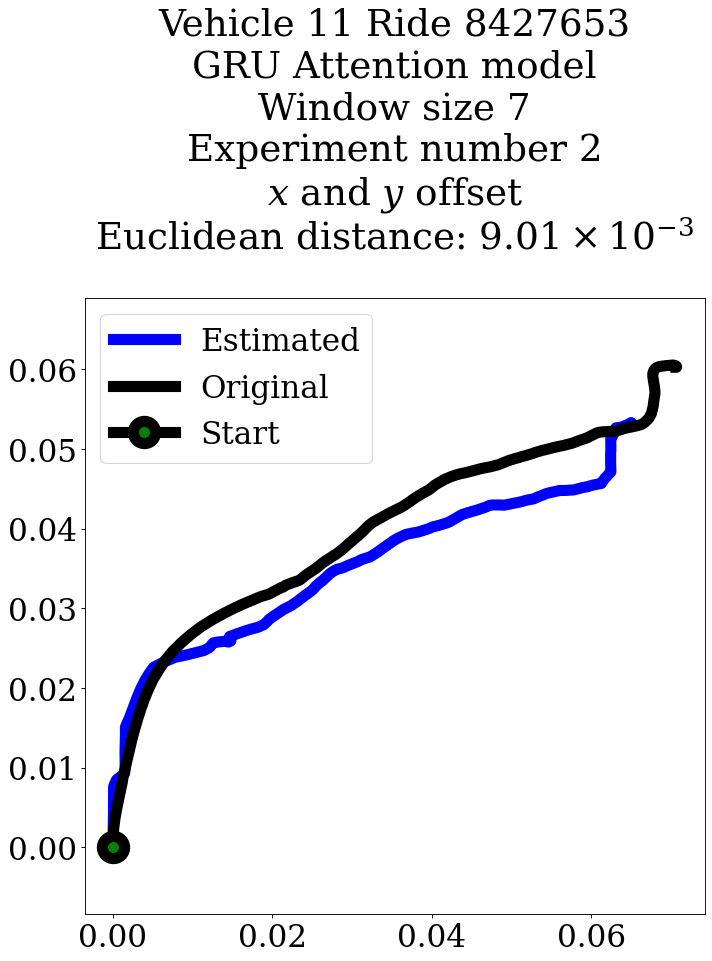 Vehicle 11 Ride 8427653
GRU Attention model
Window size 7
Experiment number 2
x and y offset
Euclidean distance: 9.01 × 10⁻³
Estimated
Original
Start
0.06
0.05
0.04
0.03
0.02
0.01
0.00
0.00 0.02 0.04 0.06